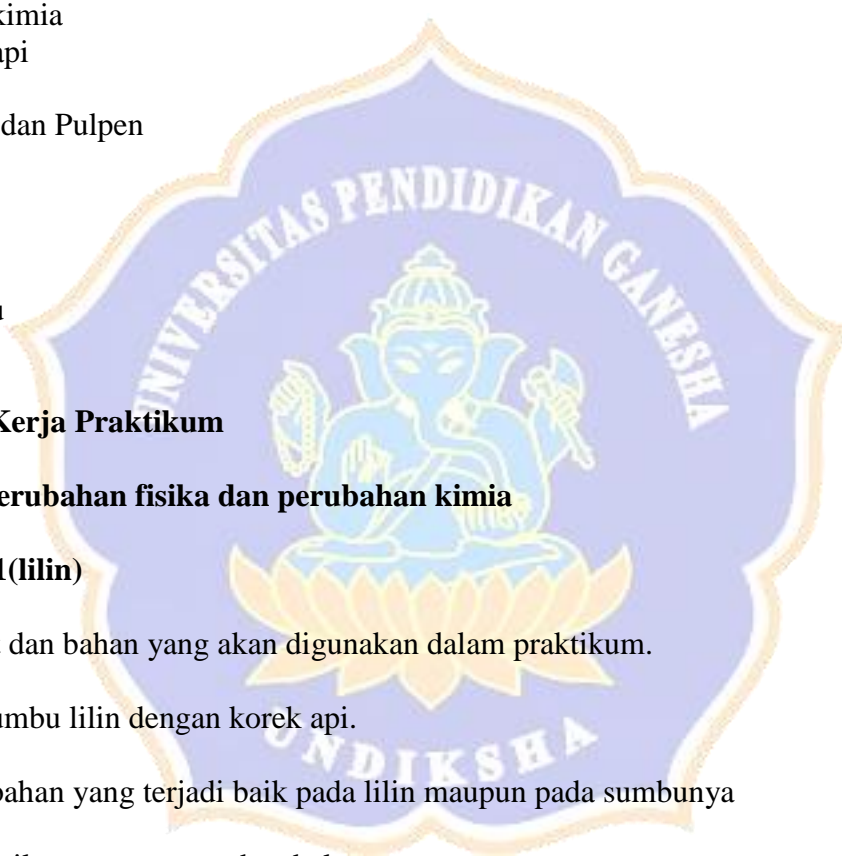 kimia
api
dan Pulpen
UNIVERSITAS PENDIDIKAN GANESHA
Kerja Praktikum
perubahan fisika dan perubahan kimia
1(lilin)
dan bahan yang akan digunakan dalam praktikum.
umbu lilin dengan korek api.
bahan yang terjadi baik pada lilin maupun pada sumbunya
UNDIKSHA